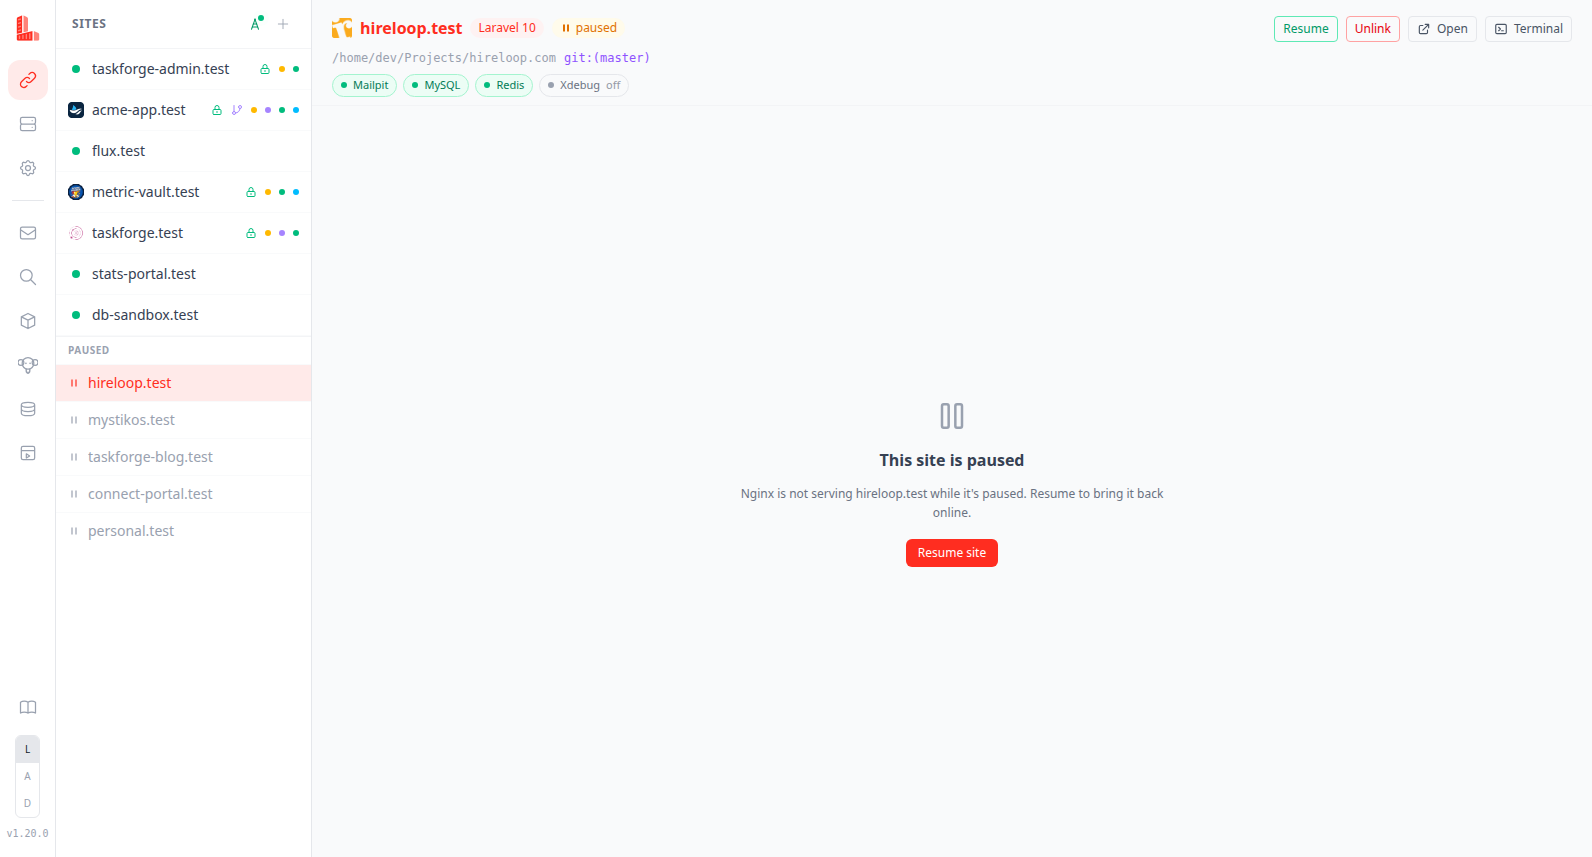 SITES
taskforge-admin.test
acme-app.test
flux.test
metric-vault.test
taskforge.test
stats-portal.test
db-sandbox.test
PAUSED
hireloop.test
mystikos.test
taskforge-blog.test
connect-portal.test
personal.test
L
A
D
v1.20.0
hireloop.test Laravel 10 paused
Resume Unlink Open Terminal
/home/dev/Projects/hireloop.com git:(master)
Mailpit MySQL Redis Xdebug off
This site is paused
Nginx is not serving hireloop.test while it's paused. Resume to bring it back
online.
Resume site